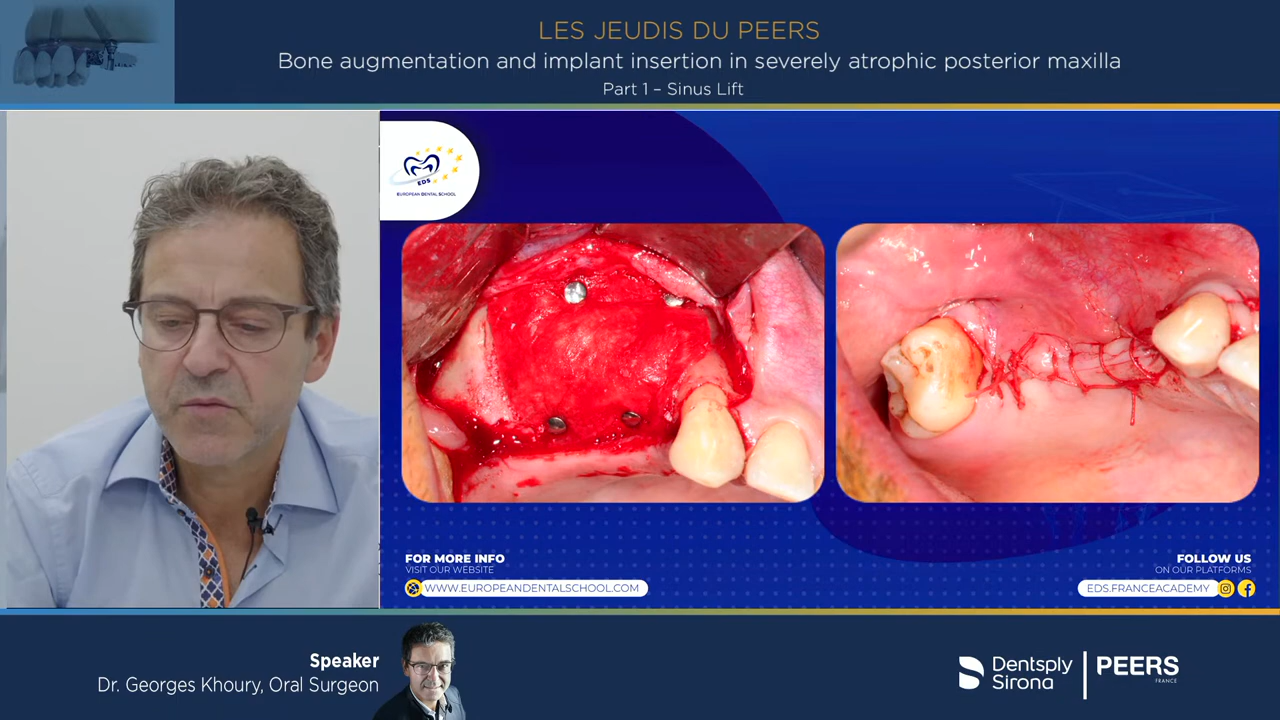 LES JEUDIS DU PEERS
Bone augmentation and implant insertion in severely atrophic posterior maxilla
Part 1 – Sinus Lift
EDS
EUROPEAN DENTAL SCHOOL
FOR MORE INFO
VISIT OUR WEBSITE
WWW.EUROPEANDENTALSCHOOL.COM
FOLLOW US
ON OUR PLATFORMS
EDS.FRANCEACADEMY
Speaker
Dr. Georges Khoury, Oral Surgeon
Dentsply
Sirona
PEERS
FRANCE